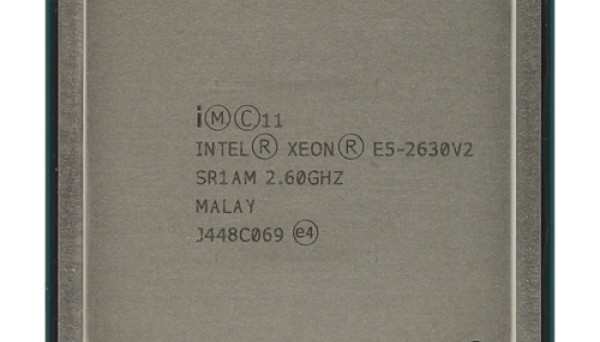 i Ⓜ Ⓒ 11
INTEL® XEON® E5-2630V2
SR1AM 2.60GHZ
MALAY
J448C069 e4